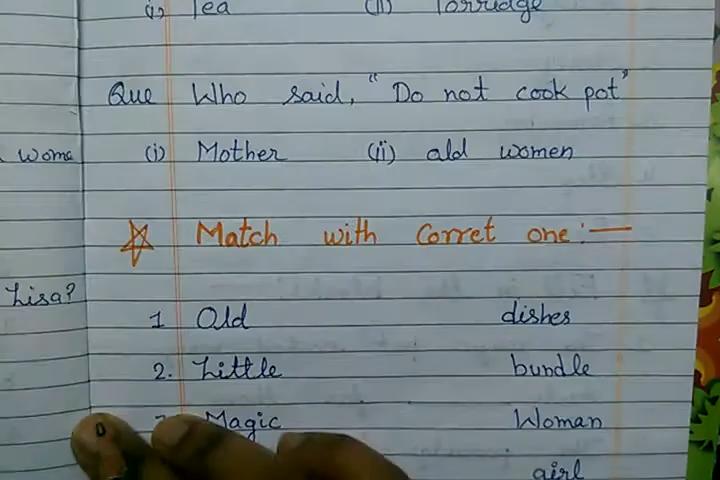 (i) Tea (ii) Porridge
Que Who said, "Do not cook pot"
(i) Mother (ii) old women
Match with Corret one:—
1 Old dishes
2. Little bundle
Magic Woman
girl
Lisa?